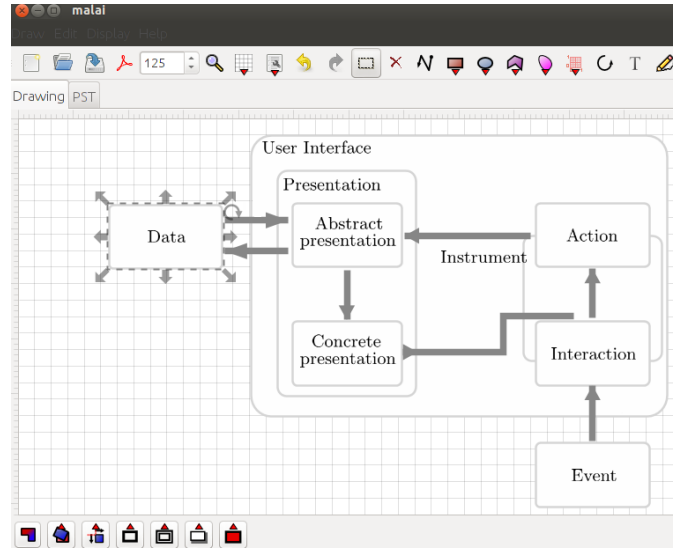 malai
Draw Edit Display Help
125
T
Drawing PST
User Interface
Presentation
Data
Abstract
presentation
Action
Instrument
Concrete
presentation
Interaction
Event